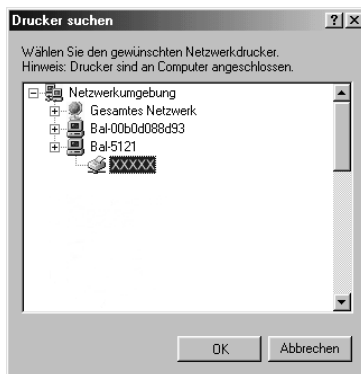 Drucker suchen
Wählen Sie den gewünschten Netzwerkdrucker.
Hinweis: Drucker sind an Computer angeschlossen.
Netzwerkumgebung
Gesamtes Netzwerk
Bal-00b0d088d93
Bal-5121
XXXXX
OK
Abbrechen